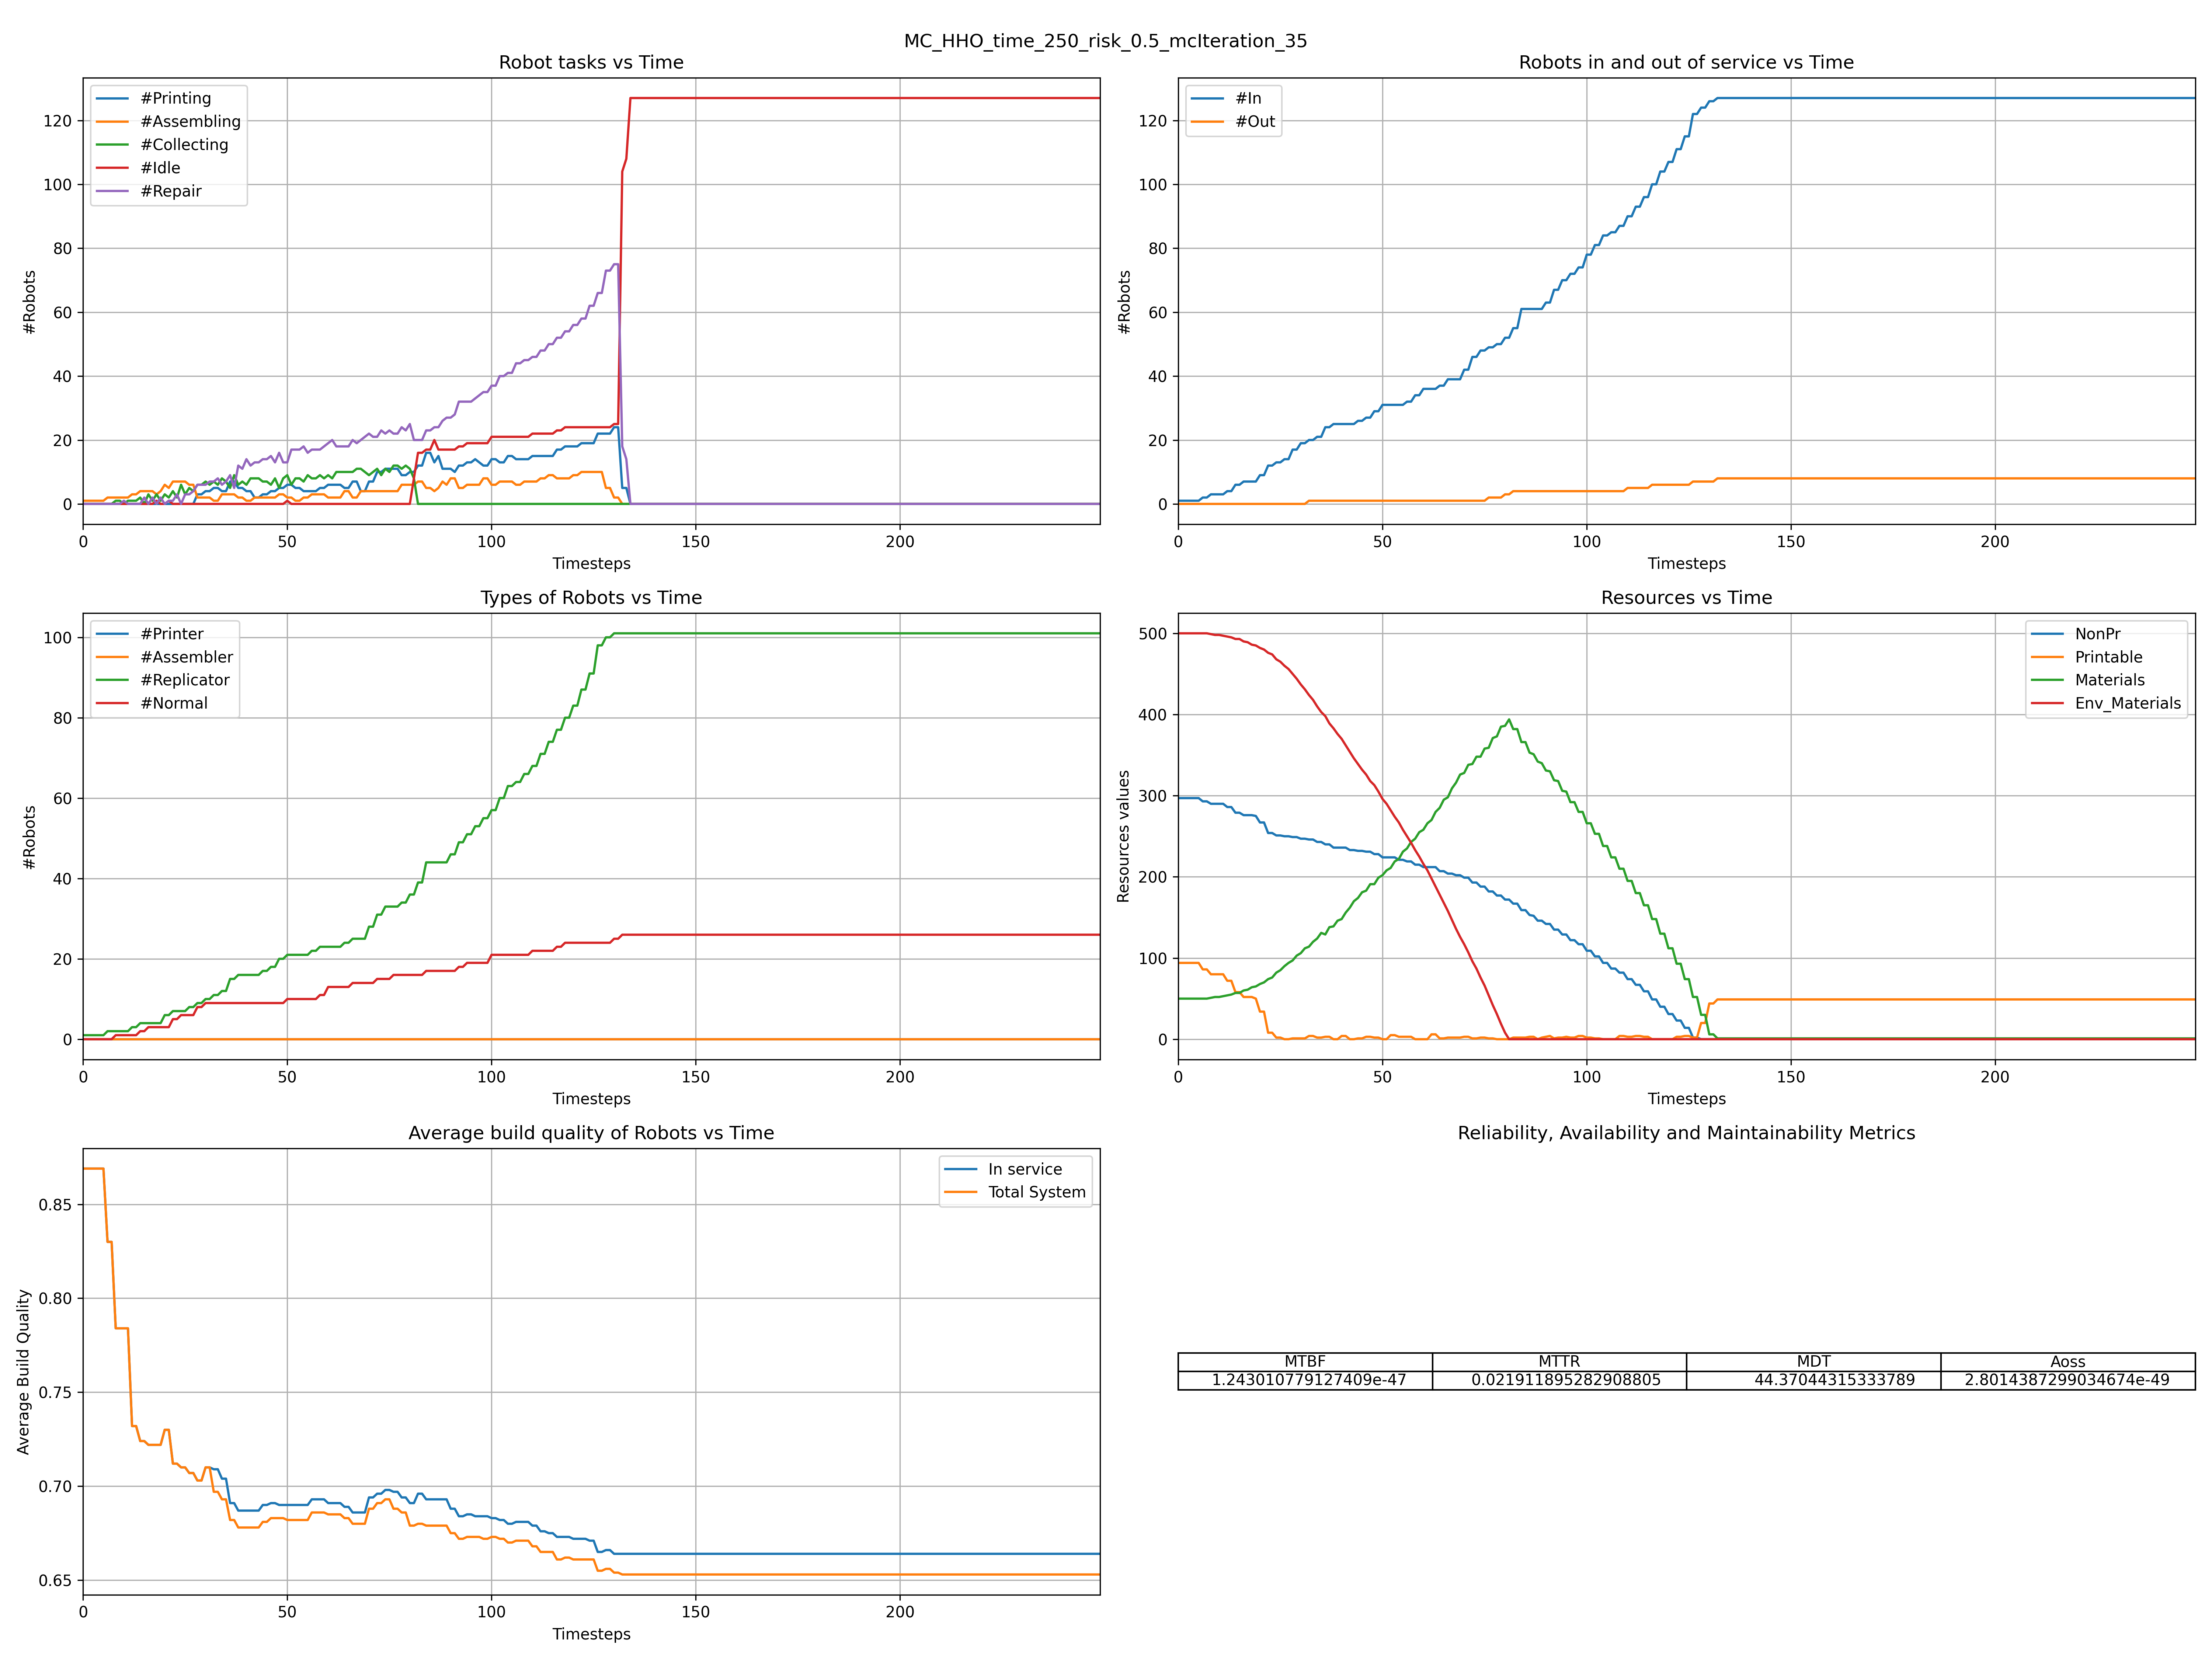 MC_HHO_time_250_risk_0.5_mcIteration_35
Robot tasks vs Time
#Printing
#Assembling
#Collecting
#Idle
#Repair
#Robots
0
20
40
60
80
100
120
0 50 100 150 200
Timesteps
Robots in and out of service vs Time
#In
#Out
#Robots
0
20
40
60
80
100
120
0 50 100 150 200
Timesteps
Types of Robots vs Time
#Printer
#Assembler
#Replicator
#Normal
#Robots
0
20
40
60
80
100
0 50 100 150 200
Timesteps
Resources vs Time
NonPr
Printable
Materials
Env_Materials
Resources values
0
100
200
300
400
500
0 50 100 150 200
Timesteps
Average build quality of Robots vs Time
In service
Total System
Average Build Quality
0.65
0.70
0.75
0.80
0.85
0 50 100 150 200
Timesteps
Reliability, Availability and Maintainability Metrics
MTBF MTTR MDT Aoss
1.243010779127409e-47 0.021911895282908805 44.37044315333789 2.8014387299034674e-49